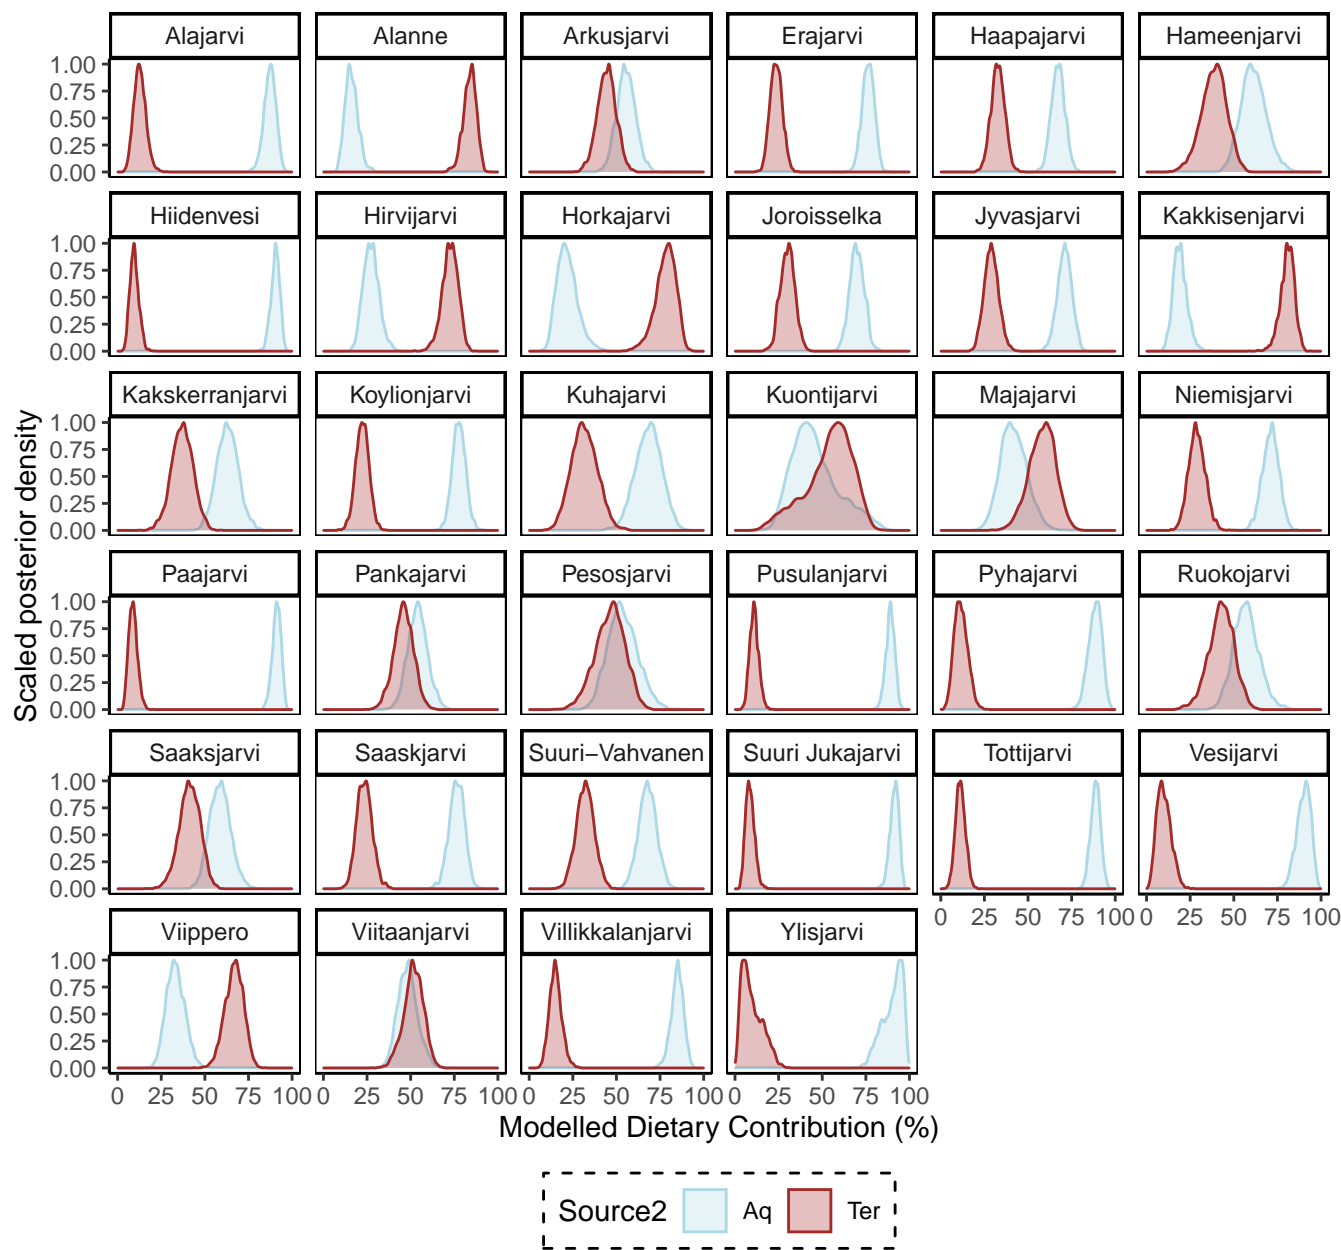 Alajarvi Alanne Arkusjarvi Erajarvi Haapajarvi Hameenjarvi
1.00
0.75
0.50
0.25
0.00
Hiidenvesi Hirvijarvi Horkajarvi Joroisselka Jyvasjarvi Kakkisenjarvi
1.00
0.75
0.50
0.25
0.00
Kakskerranjarvi Koylionjarvi Kuhajarvi Kuontijarvi Majajarvi Niemisjarvi
1.00
0.75
0.50
0.25
0.00
Scaled posterior density
Paajarvi Pankajarvi Pesosjarvi Pusulanjarvi Pyhajarvi Ruokojarvi
1.00
0.75
0.50
0.25
0.00
Saaksjarvi Saaskjarvi Suuri−Vahvanen Suuri Jukajarvi Tottijarvi Vesijarvi
1.00
0.75
0.50
0.25
0.00
0 25 50 75 100 0 25 50 75 100
Viippero Viitaanjarvi Villikkalanjarvi Ylisjarvi
1.00
0.75
0.50
0.25
0.00
0 25 50 75 100 0 25 50 75 100 0 25 50 75 100 0 25 50 75 100
Modelled Dietary Contribution (%)
Source2 Aq Ter